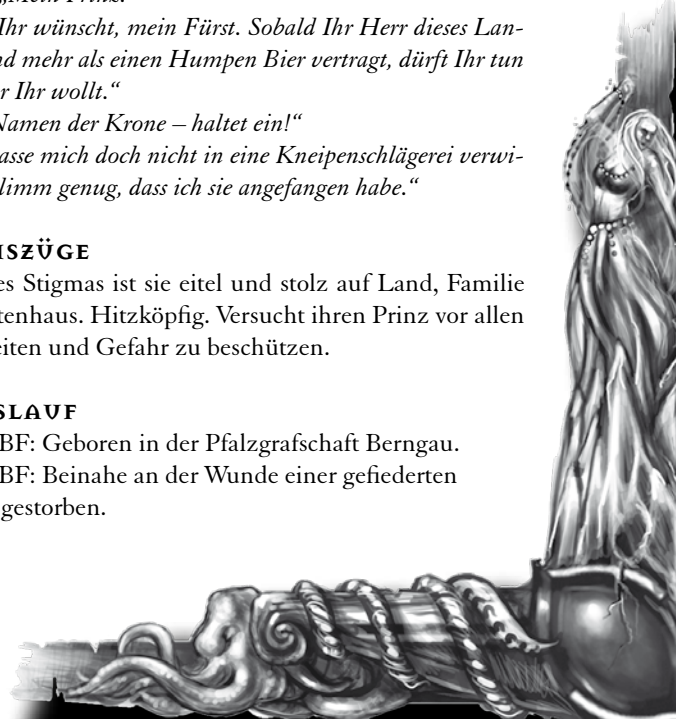 „Mein Prinz.
Ihr wünscht, mein Fürst. Sobald Ihr Herr dieses Lan-
nd mehr als einen Humpen Bier vertragt, dürft Ihr tun
r Ihr wollt.“
Namen der Krone – haltet ein!“
asse mich doch nicht in eine Kneipenschlägerei verwi-
limm genug, dass ich sie angefangen habe.“
SZÜGE
es Stigmas ist sie eitel und stolz auf Land, Familie
tenhaus. Hitzköpfig. Versucht ihren Prinz vor allen
eiten und Gefahr zu beschützen.
SLAUF
BF: Geboren in der Pfalzgrafschaft Berngau.
BF: Beinahe an der Wunde einer gefiederten
gestorben.